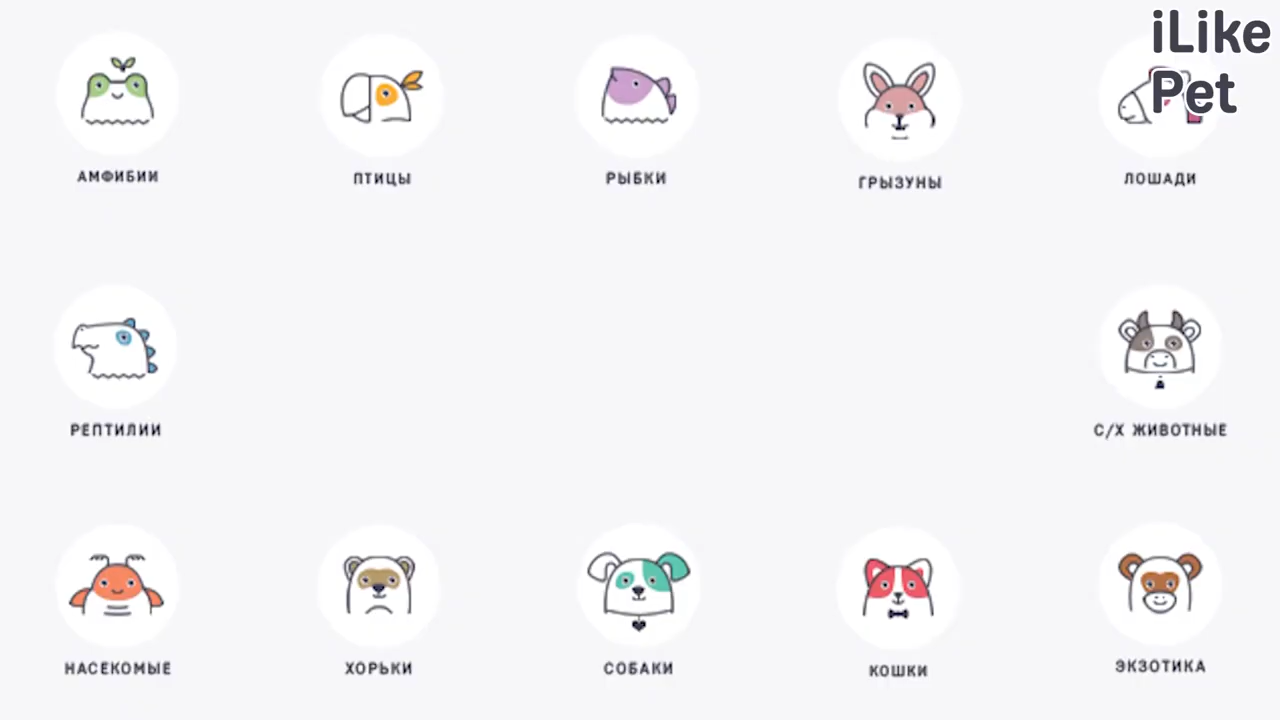 iLike
Pet
АМФИБИИ
ПТИЦЫ
РЫБКИ
ГРЫЗУНЫ
ЛОШАДИ
РЕПТИЛИИ
С/Х ЖИВОТНЫЕ
НАСЕКОМЫЕ
ХОРЬКИ
СОБАКИ
КОШКИ
ЭКЗОТИКА